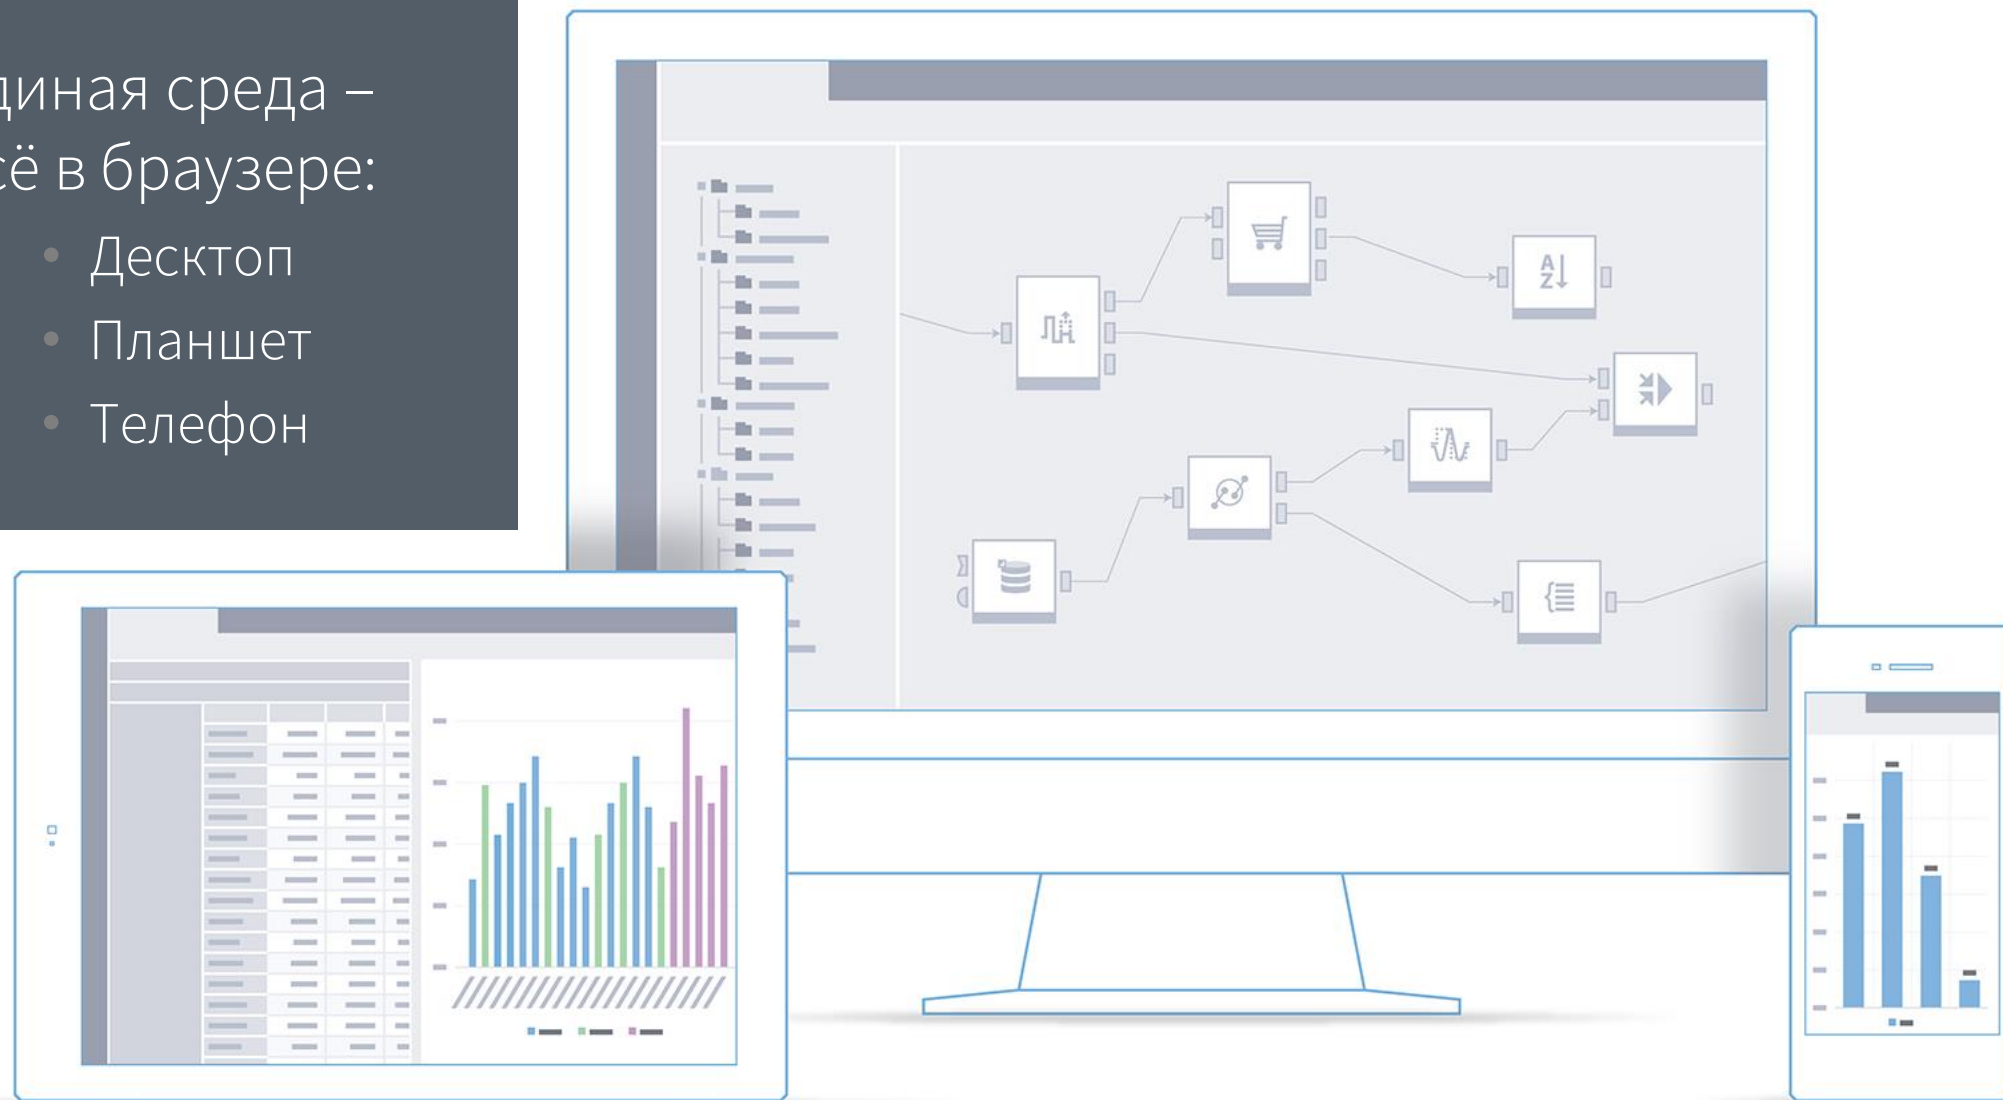 диная среда –
сё в браузере:
• Десктоп
• Планшет
• Телефон
A
Z